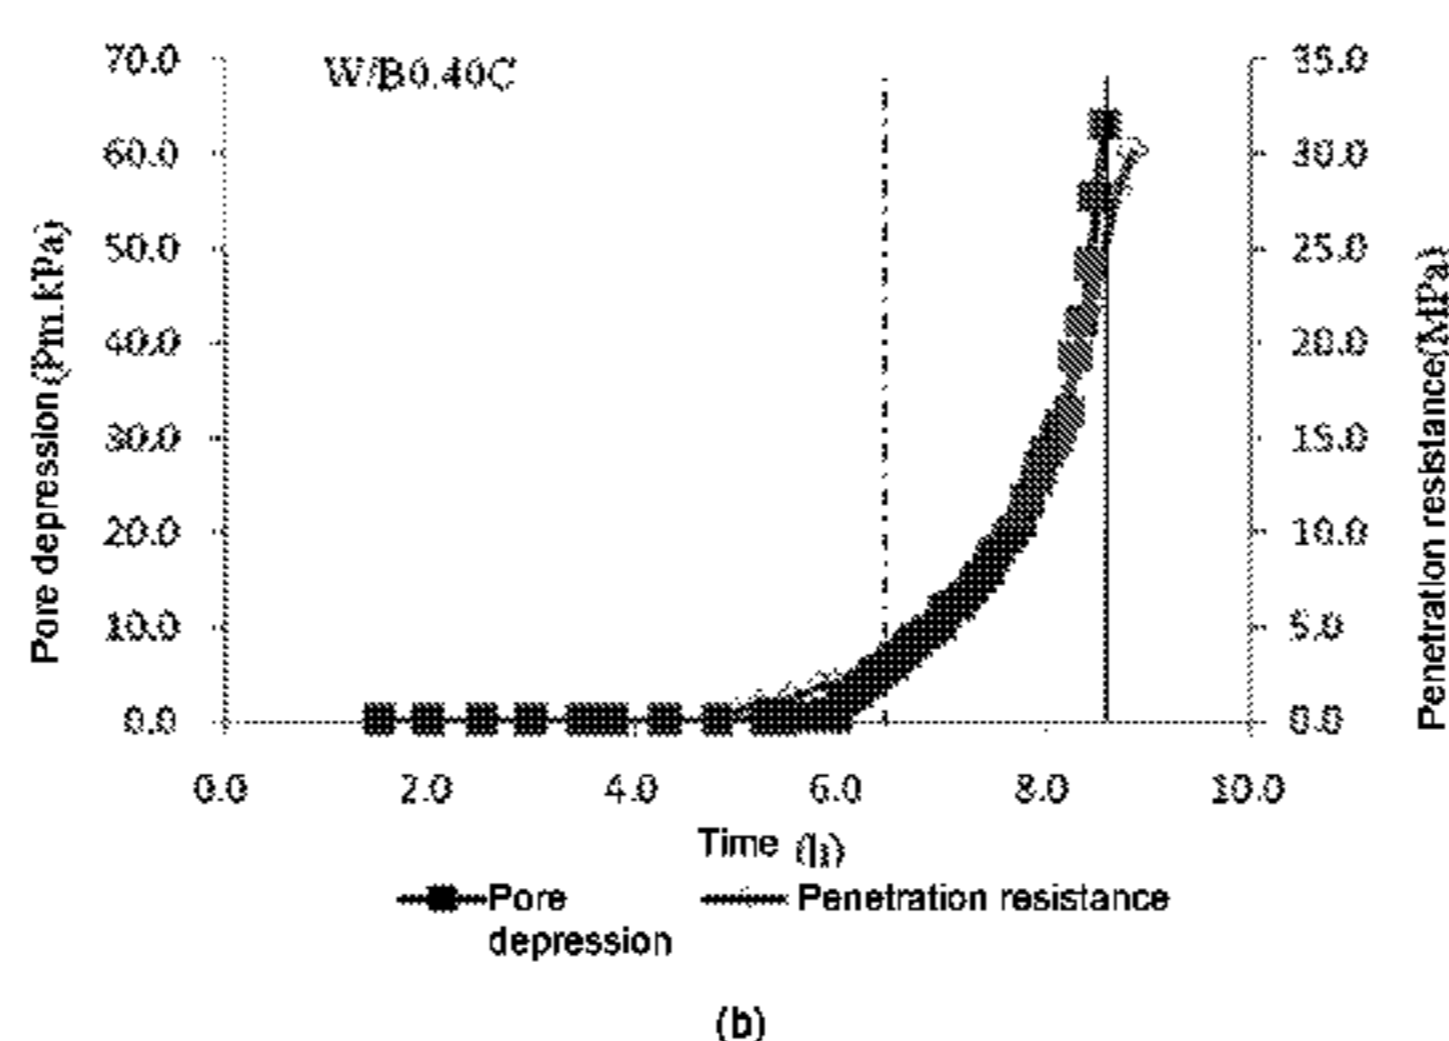 W/B0.40C
70.0
60.0
50.0
40.0
30.0
20.0
10.0
0.0
Pore depression(Pm.kPa)
35.0
30.0
25.0
20.0
15.0
10.0
5.0
0.0
Penetration resistance(MPa)
0.0 2.0 4.0 6.0 8.0 10.0
Time (h)
Pore depression
Penetration resistance
(b)